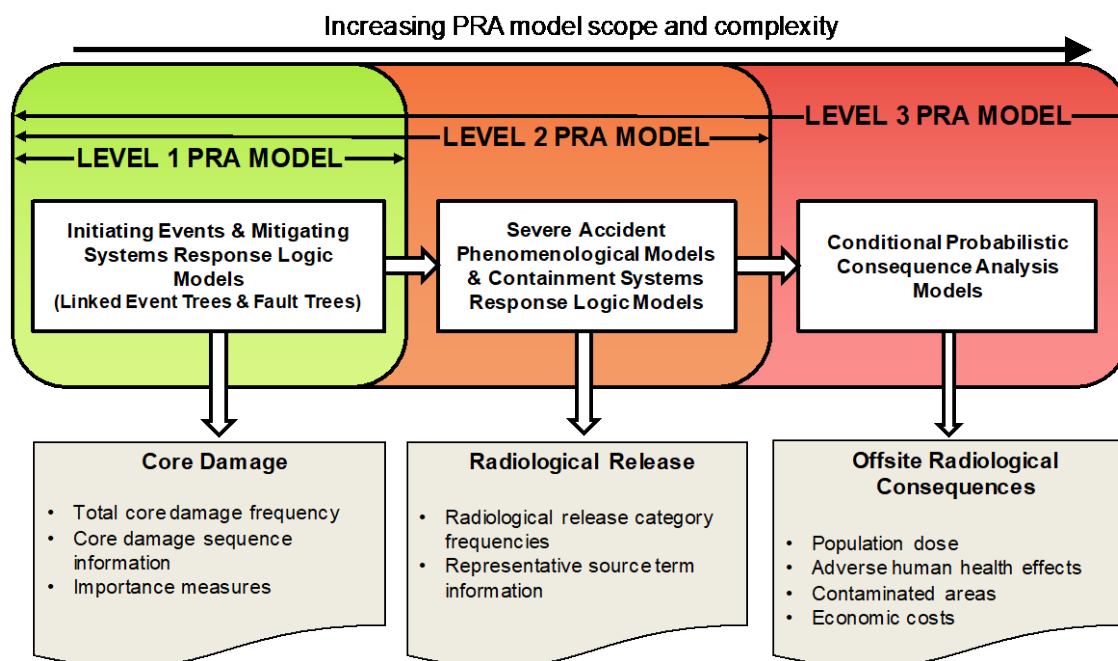 Increasing PRA model scope and complexity
LEVEL 3 PRA MODEL
LEVEL 2 PRA MODEL
LEVEL 1 PRA MODEL
Initiating Events & Mitigating
Systems Response Logic
Models
(Linked Event Trees & Fault Trees)
Severe Accident
Phenomenological Models
& Containment Systems
Response Logic Models
Conditional Probabilistic
Consequence Analysis
Models
Core Damage
• Total core damage frequency
• Core damage sequence
information
• Importance measures
Radiological Release
• Radiological release category
frequencies
• Representative source term
information
Offsite Radiological
Consequences
• Population dose
• Adverse human health effects
• Contaminated areas
• Economic costs